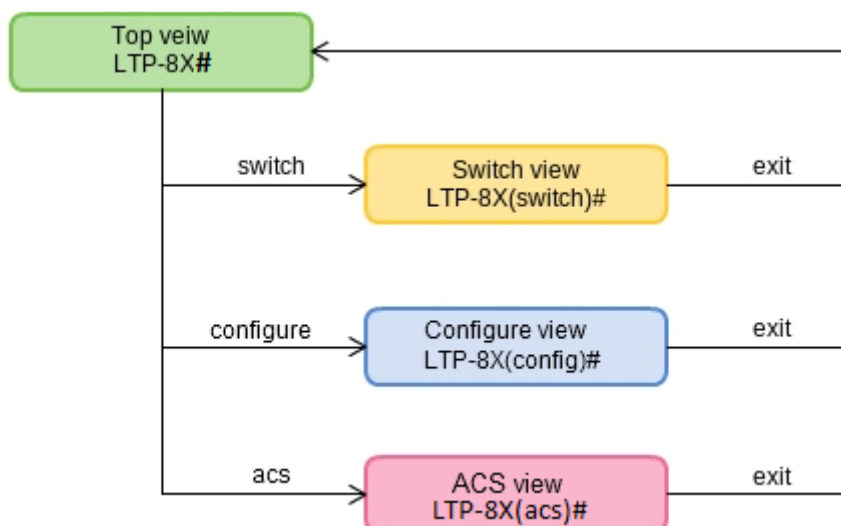 Top veiw
LTP-8X#
switch
Switch view
LTP-8X(switch)#
exit
configure
Configure view
LTP-8X(config)#
exit
acs
ACS view
LTP-8X(acs)#
exit